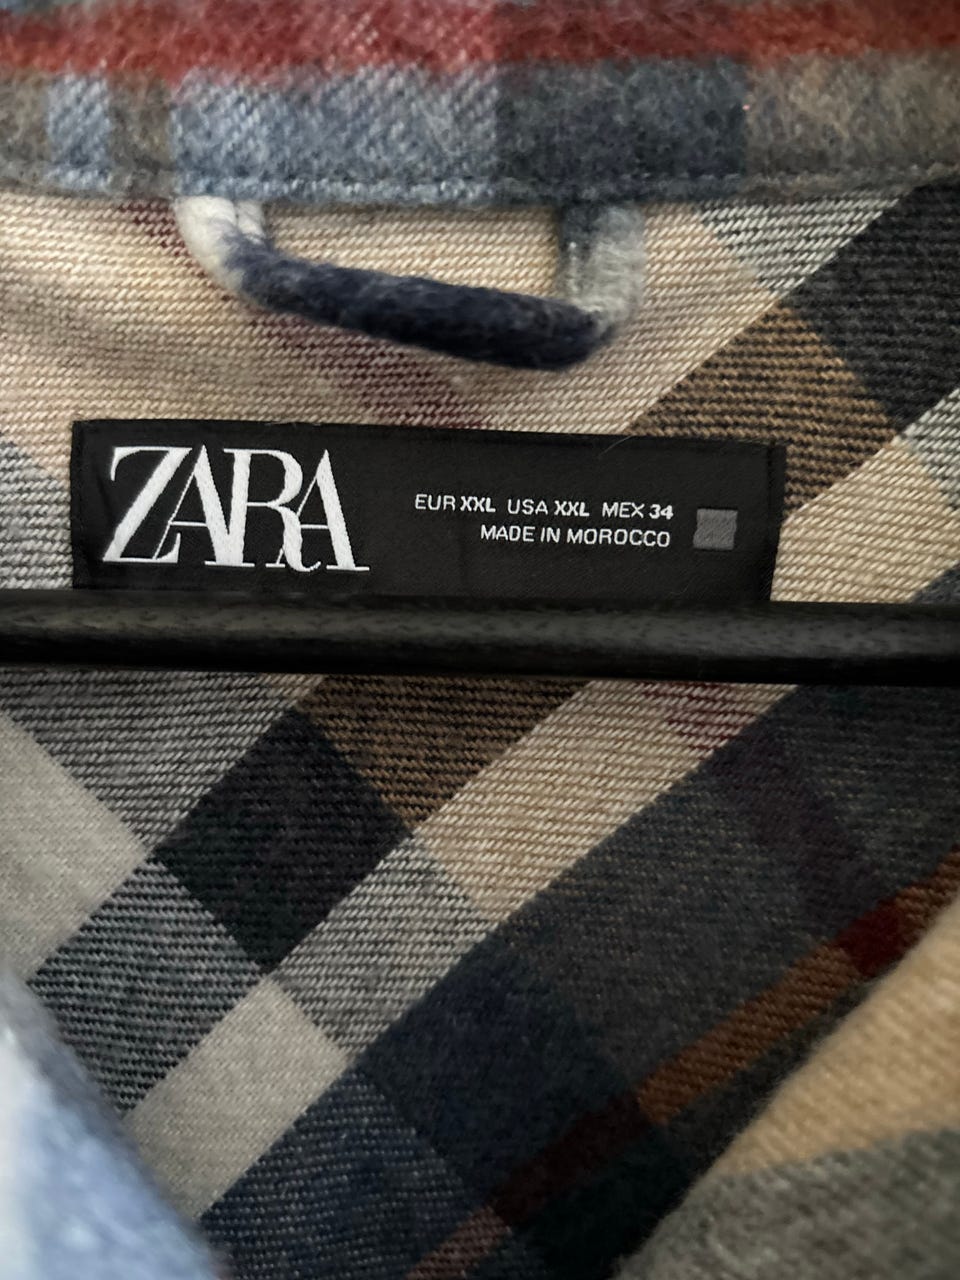 ZARA
EUR XXL USA XXL MEX 34
MADE IN MOROCCO